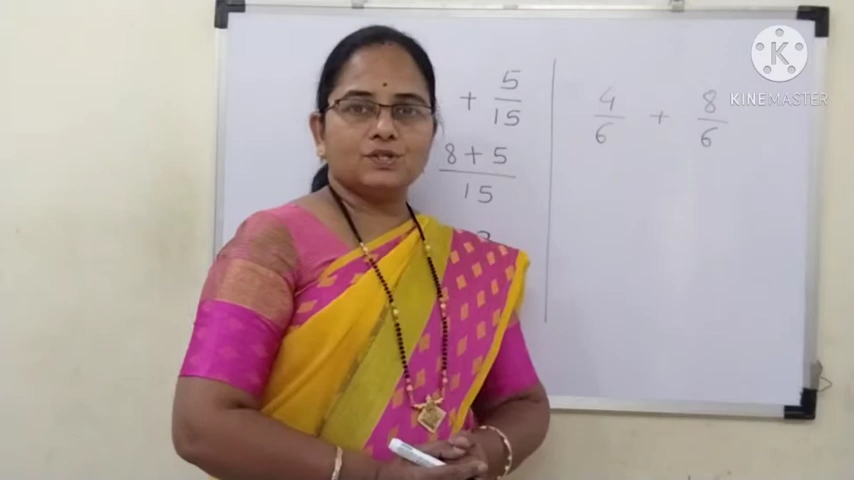 + 5/15
8 + 5/15
4/6 + 8/6
K
KINEMASTER